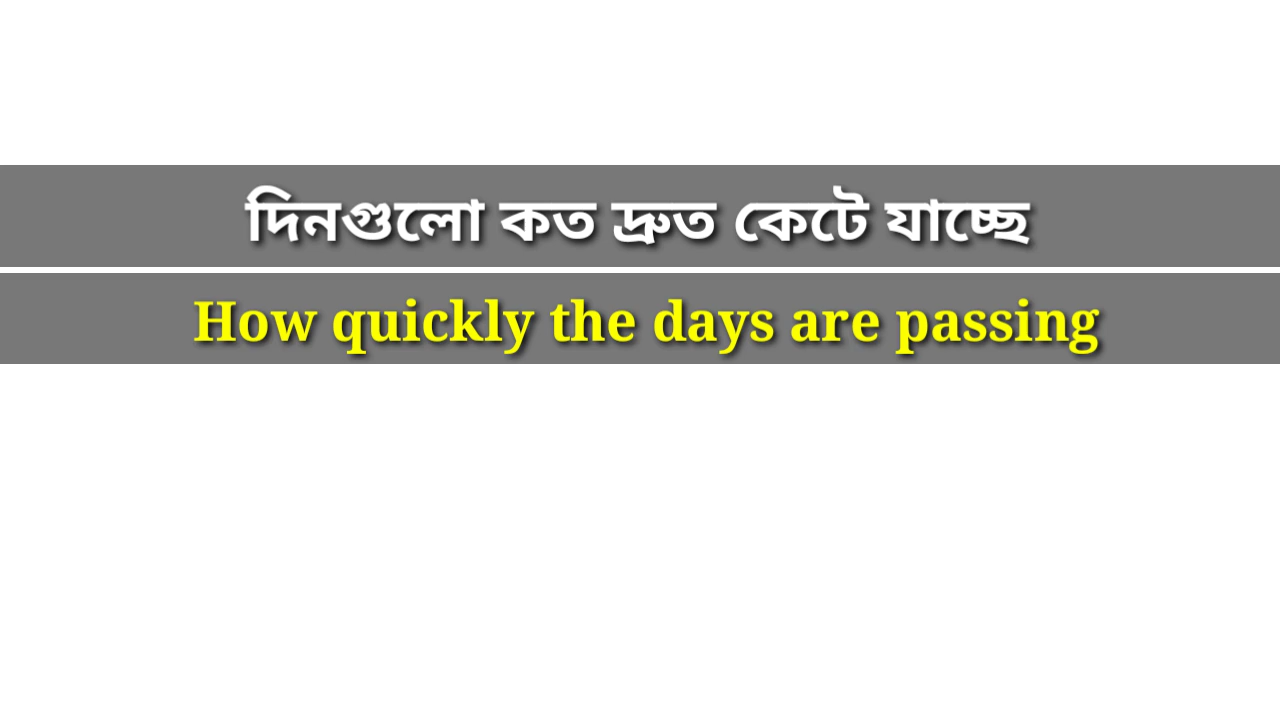 দিনগুলো কত দ্রুত কেটে যাচ্ছে
How quickly the days are passing